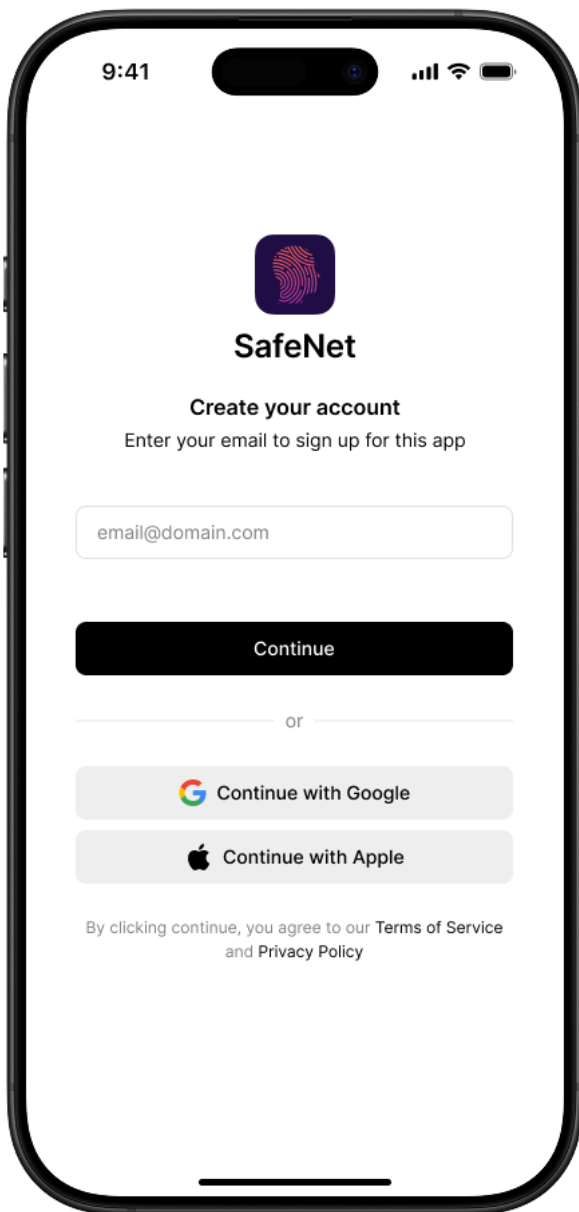 9:41
SafeNet
Create your account
Enter your email to sign up for this app
email@domain.com
Continue
or
Continue with Google
Continue with Apple
By clicking continue, you agree to our Terms of Service
and Privacy Policy